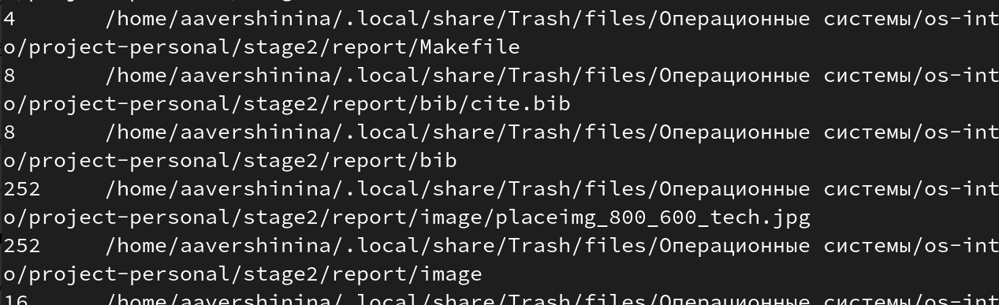 4	/home/aavershinina/.local/share/Trash/files/Операционные системы/os-int
o/project-personal/stage2/report/Makefile
8	/home/aavershinina/.local/share/Trash/files/Операционные системы/os-int
o/project-personal/stage2/report/bib/cite.bib
8	/home/aavershinina/.local/share/Trash/files/Операционные системы/os-int
o/project-personal/stage2/report/bib
252	/home/aavershinina/.local/share/Trash/files/Операционные системы/os-int
o/project-personal/stage2/report/image/placeimg_800_600_tech.jpg
252	/home/aavershinina/.local/share/Trash/files/Операционные системы/os-int
o/project-personal/stage2/report/image
16	/home/aavershinina/.local/share/Trash/files/Операционные системы/os-int